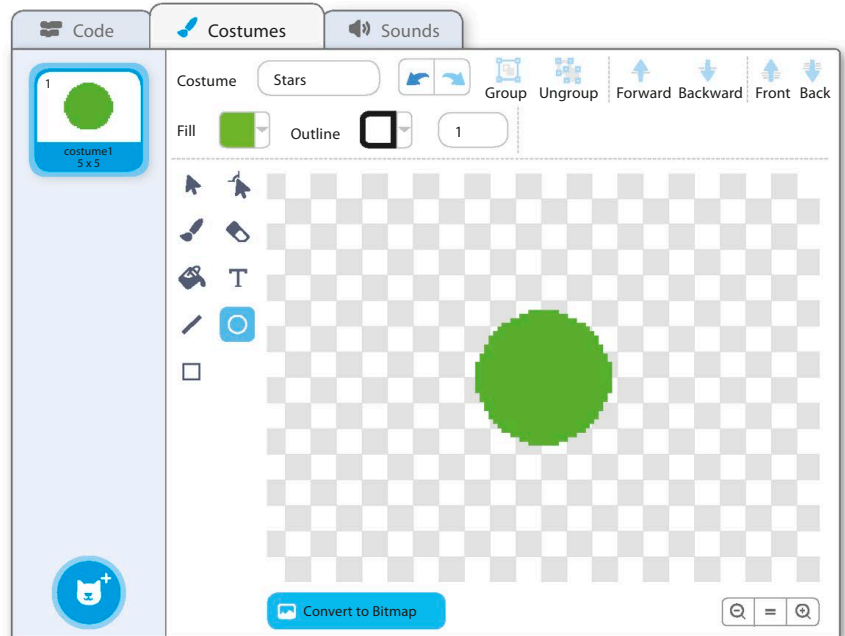 Code Costumes Sounds
1
costume1
5 x 5
Costume Stars Group Ungroup Forward Backward Front Back
Fill Outline 1
T
Convert to Bitmap
=